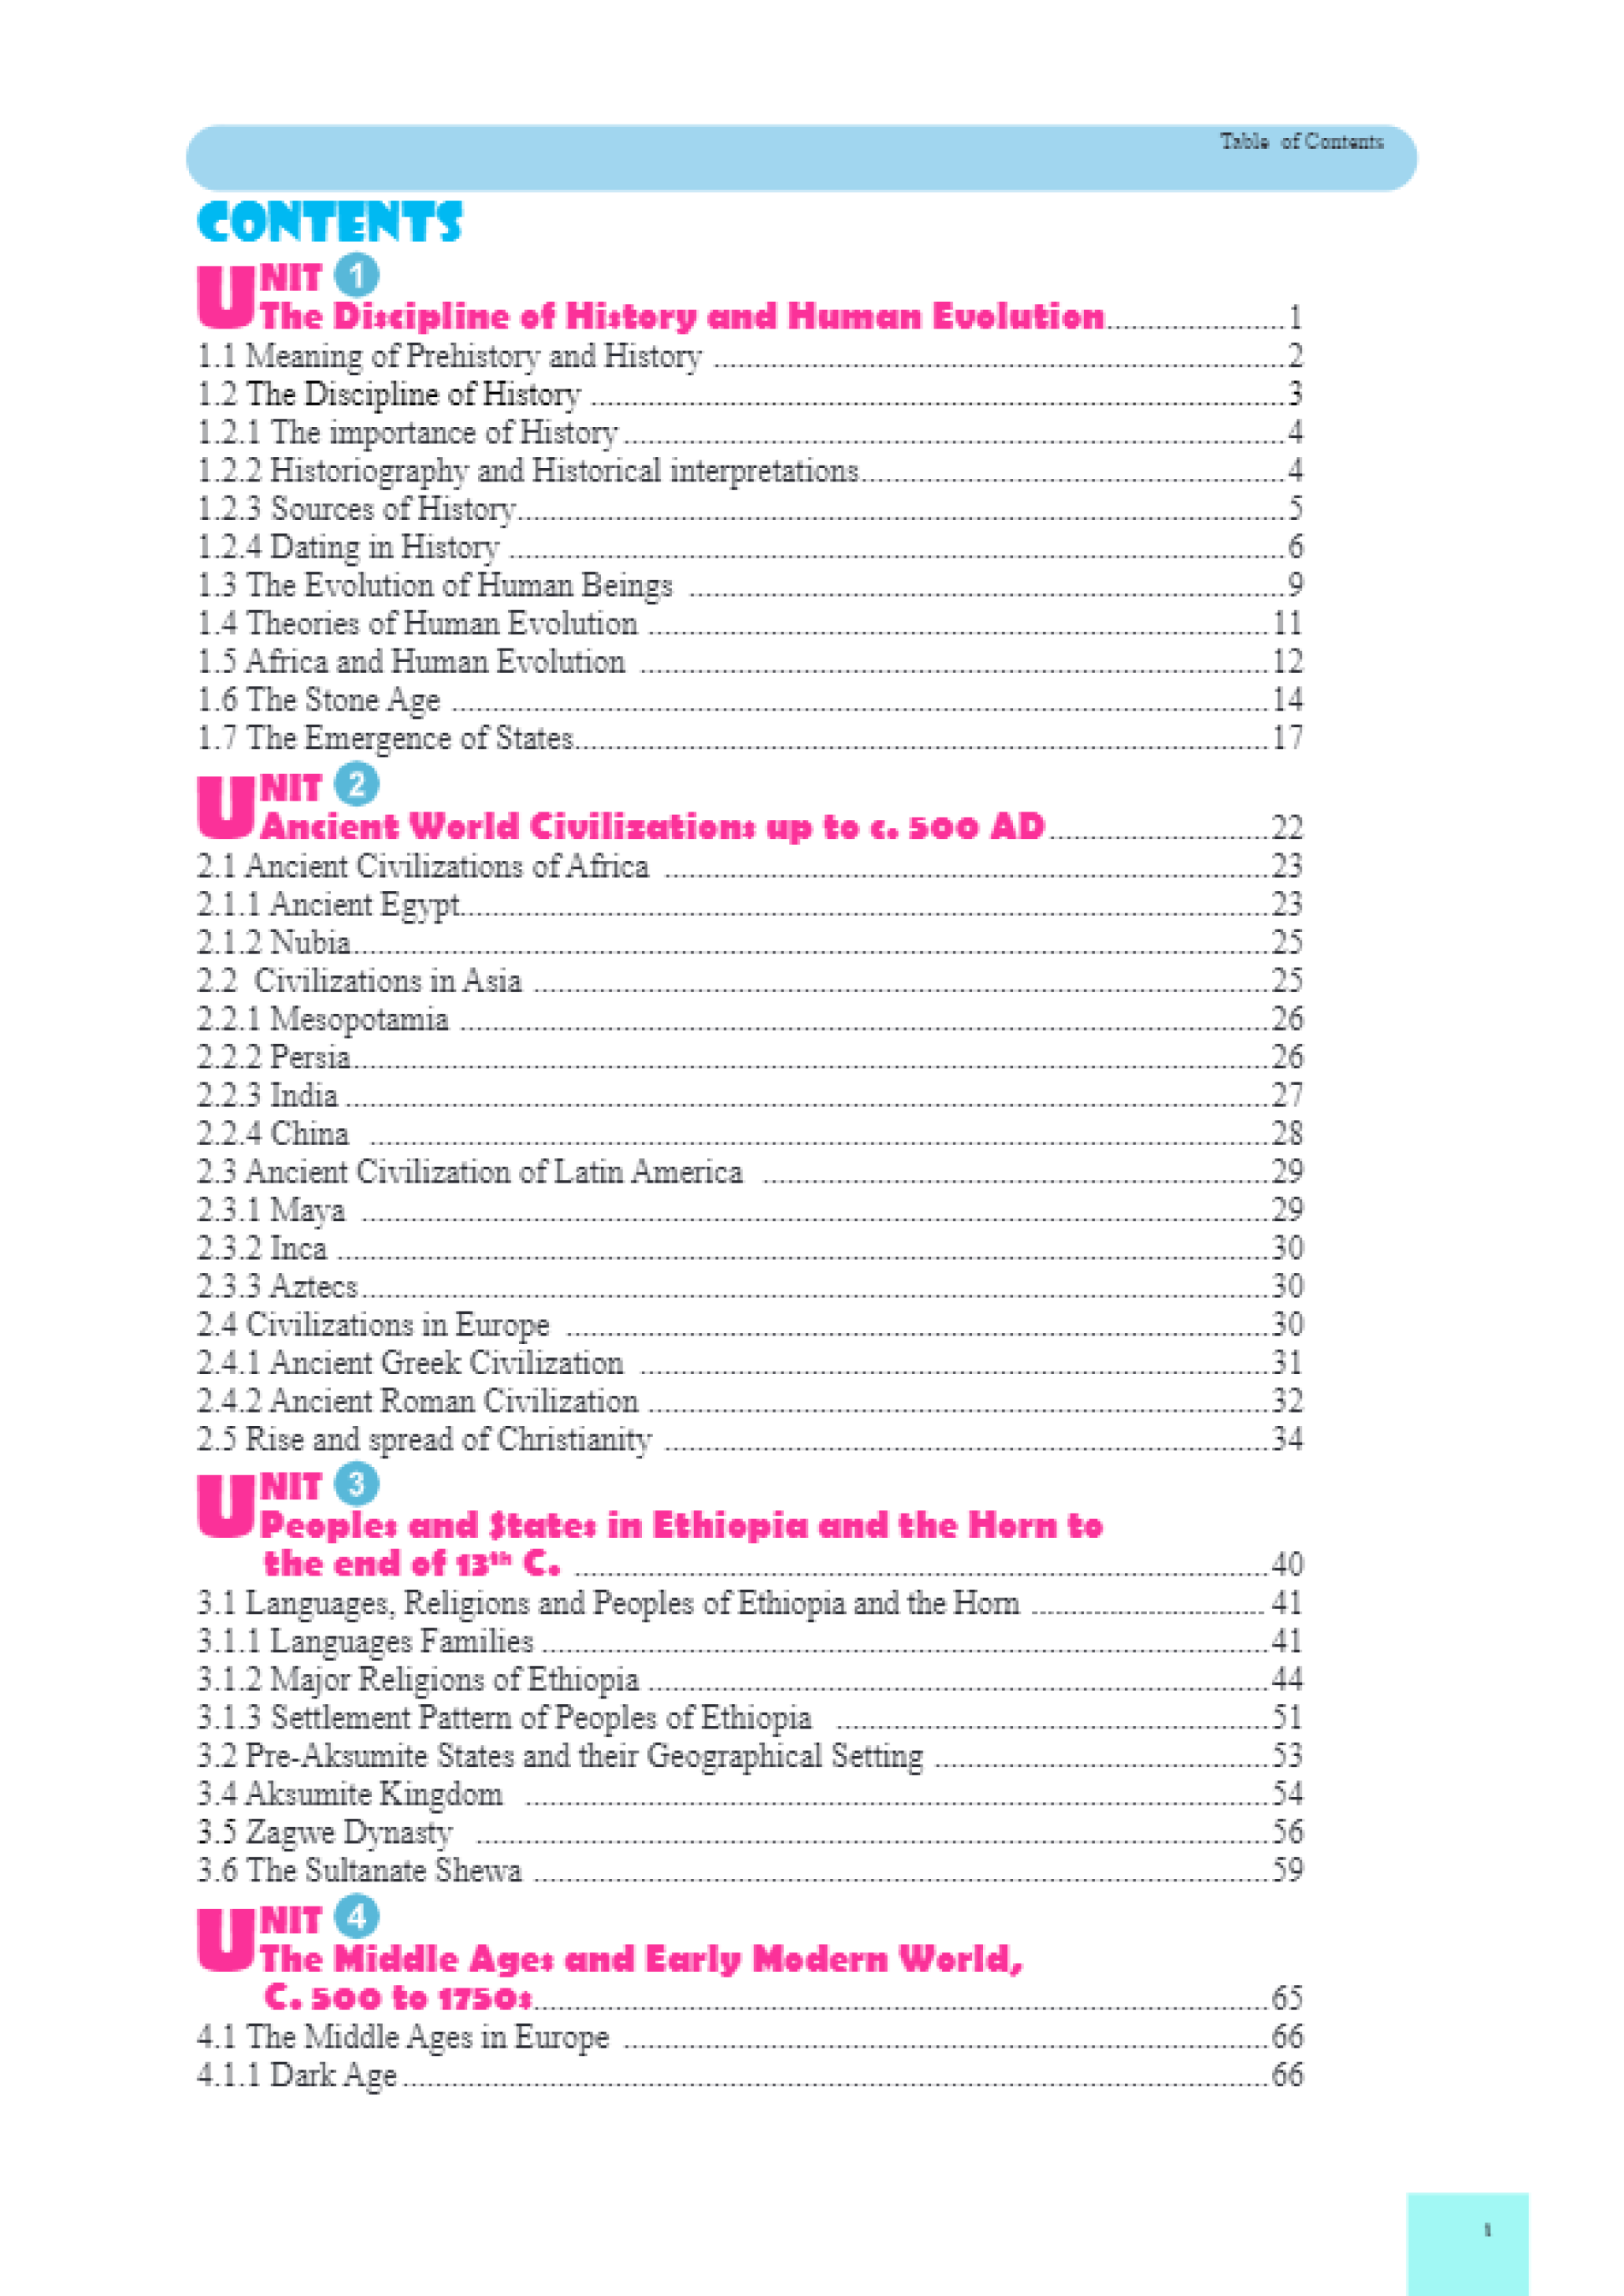 Table of Contents
CONTENTS
UNIT 1
The Discipline of History and Human Evolution.....................1
1.1 Meaning of Prehistory and History .....................2
1.2 The Discipline of History .....................3
1.2.1 The importance of History.....................4
1.2.2 Historiography and Historical interpretations.....................4
1.2.3 Sources of History.....................5
1.2.4 Dating in History .....................6
1.3 The Evolution of Human Beings .....................9
1.4 Theories of Human Evolution .....................11
1.5 Africa and Human Evolution .....................12
1.6 The Stone Age .....................14
1.7 The Emergence of States.....................17
UNIT 2
Ancient World Civilizations up to c. 500 AD.....................22
2.1 Ancient Civilizations of Africa .....................23
2.1.1 Ancient Egypt.....................23
2.1.2 Nubia.....................25
2.2 Civilizations in Asia .....................25
2.2.1 Mesopotamia .....................26
2.2.2 Persia.....................26
2.2.3 India .....................27
2.2.4 China .....................28
2.3 Ancient Civilization of Latin America .....................29
2.3.1 Maya .....................29
2.3.2 Inca .....................30
2.3.3 Aztecs.....................30
2.4 Civilizations in Europe .....................30
2.4.1 Ancient Greek Civilization .....................31
2.4.2 Ancient Roman Civilization .....................32
2.5 Rise and spread of Christianity .....................34
UNIT 3
Peoples and States in Ethiopia and the Horn to
the end of 13th C. .....................40
3.1 Languages, Religions and Peoples of Ethiopia and the Horn ..................... 41
3.1.1 Languages Families .....................41
3.1.2 Major Religions of Ethiopia .....................44
3.1.3 Settlement Pattern of Peoples of Ethiopia .....................51
3.2 Pre-Aksumite States and their Geographical Setting .....................53
3.4 Aksumite Kingdom .....................54
3.5 Zagwe Dynasty .....................56
3.6 The Sultanate Shewa .....................59
UNIT 4
The Middle Ages and Early Modern World,
C. 500 to 1750s.....................65
4.1 The Middle Ages in Europe .....................66
4.1.1 Dark Age.....................66